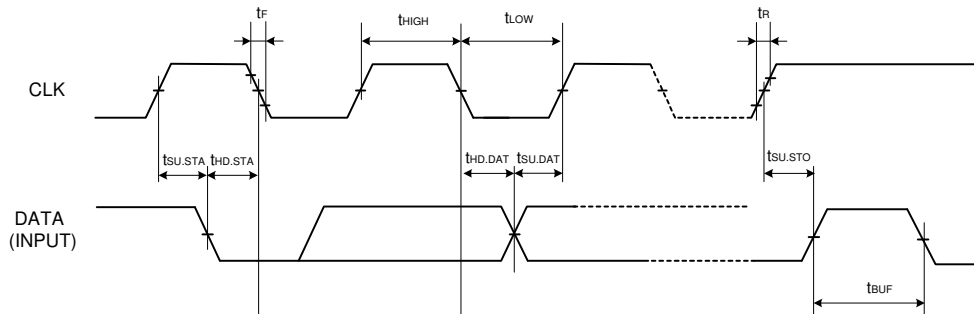 tF
tHIGH
tLOW
tR
CLK
tSU.STA
tHD.STA
tHD.DAT
tSU.DAT
tSU.STO
DATA
(INPUT)
tBUF